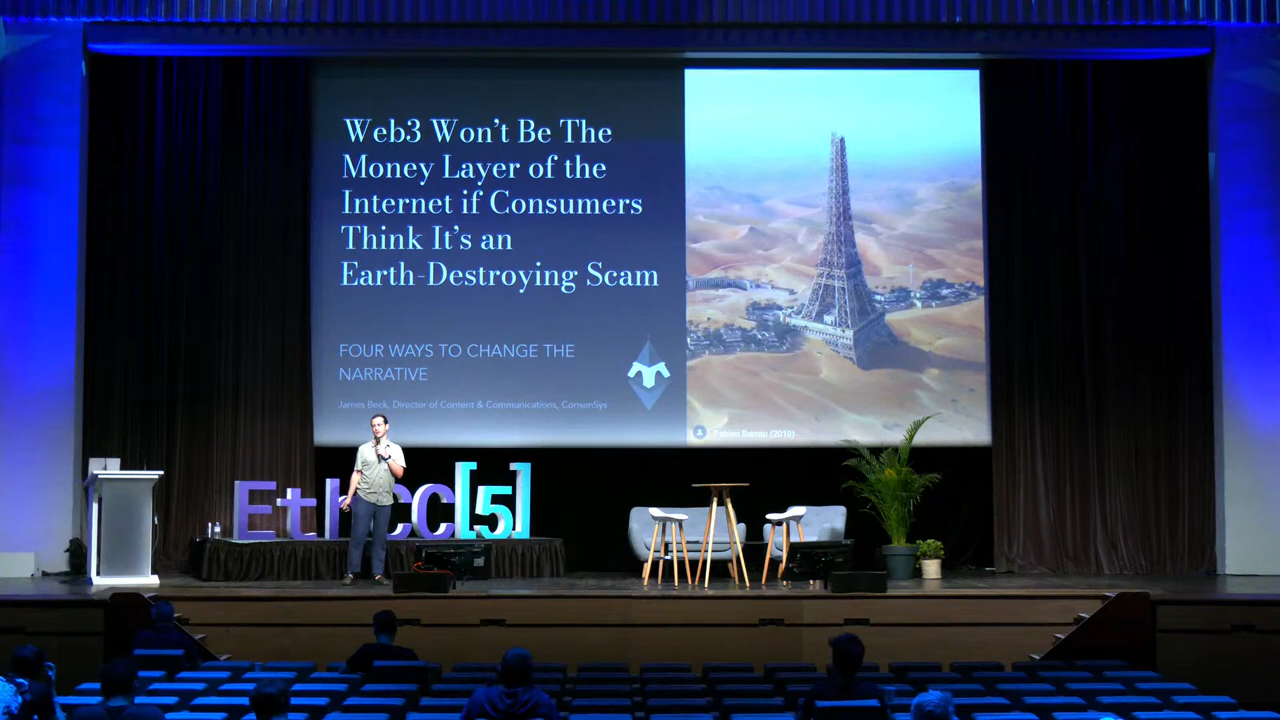 Web3 Won't Be The
Money Layer of the
Internet if Consumers
Think It's an
Earth-Destroying Scam
FOUR WAYS TO CHANGE THE
NARRATIVE
James Beck, Director of Content & Communications, ConsenSys
(2019)
EthCC[5]